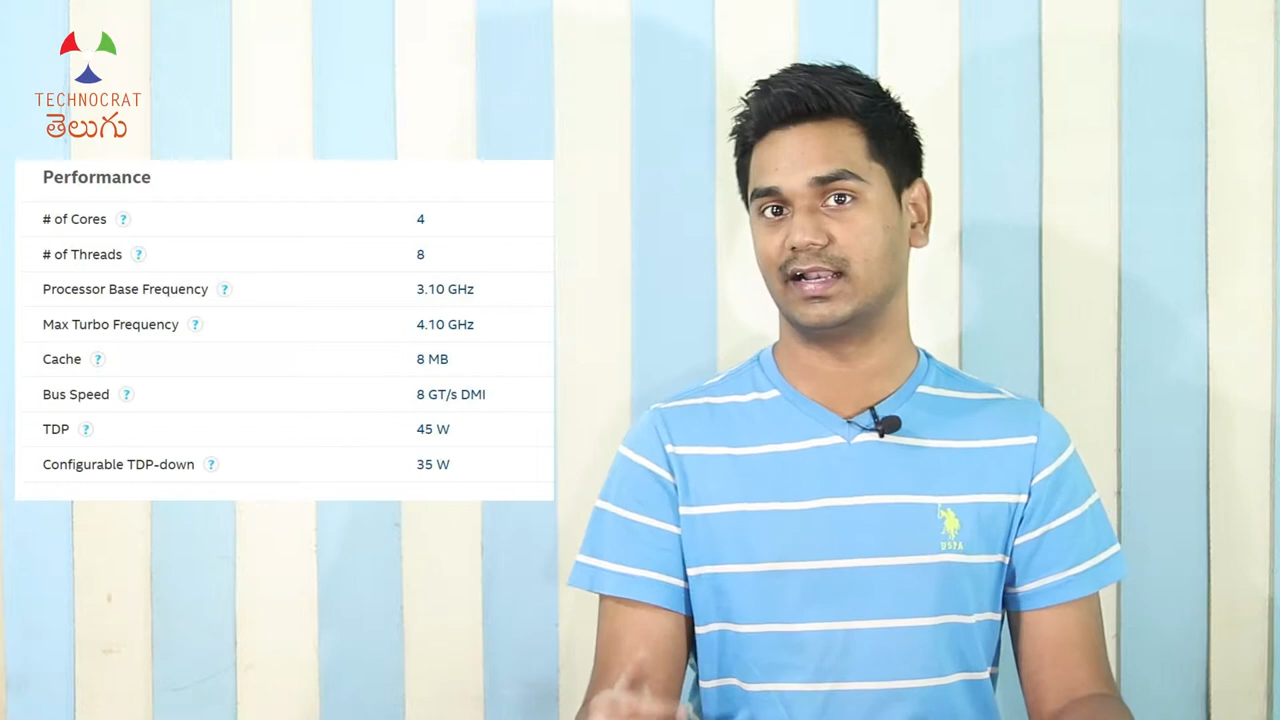 TECHNOCRAT
తెలుగు
Performance
# of Cores ? 4
# of Threads ? 8
Processor Base Frequency ? 3.10 GHz
Max Turbo Frequency ? 4.10 GHz
Cache ? 8 MB
Bus Speed ? 8 GT/s DMI
TDP ? 45 W
Configurable TDP-down ? 35 W
USPA